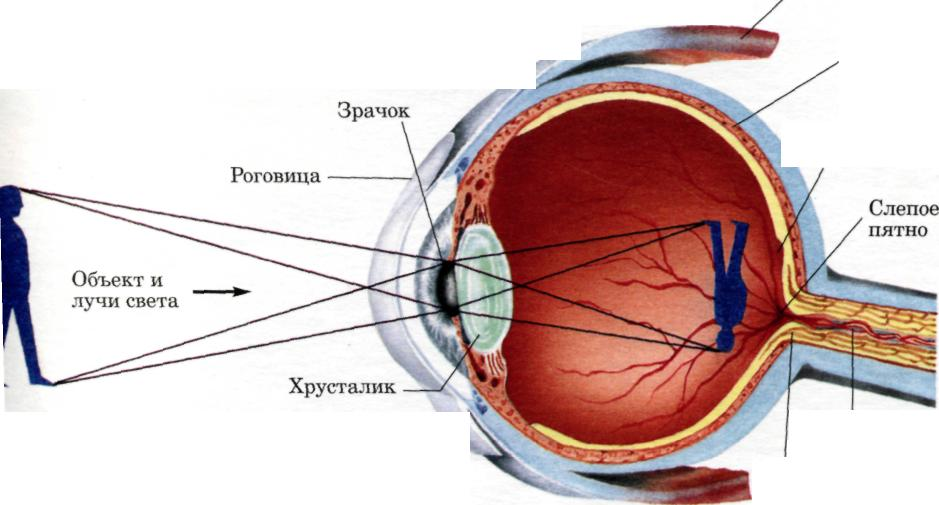 Зрачок
Роговица
Слепое
пятно
Объект и
лучи света
Хрусталик